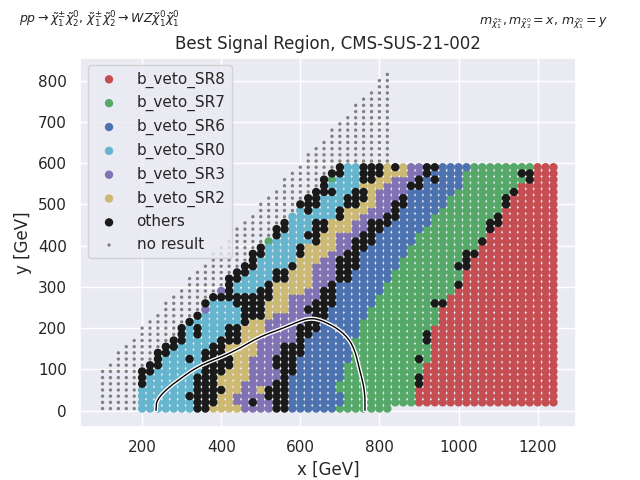 pp → χ̃₁^± χ̃₂^0, χ̃₁^± χ̃₂^0 → WZχ̃₁^0 χ̃₁^0
m_χ̃₁^±, m_χ̃₂^0 = x, m_χ̃₁^0 = y
Best Signal Region, CMS-SUS-21-002
b_veto_SR8
b_veto_SR7
b_veto_SR6
b_veto_SR0
b_veto_SR3
b_veto_SR2
others
no result
y [GeV]
800
700
600
500
400
300
200
100
0
200 400 600 800 1000 1200
x [GeV]